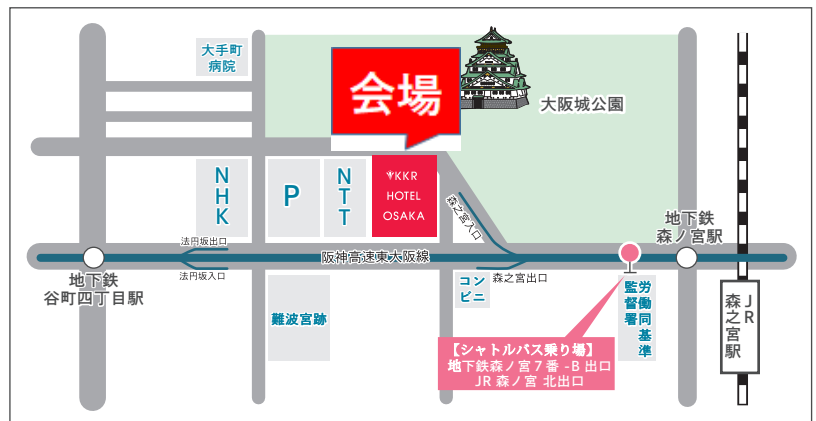 大手町
病院
会場
大阪城公園
NHK
P
NTT
KKR
HOTEL
OSAKA
森之宮入口
地下鉄
森ノ宮駅
法円坂出口
阪神高速東大阪線
法円坂入口
地下鉄
谷町四丁目駅
コン
ビニ
森之宮出口
難波宮跡
労働同基準
監督署
JR
森之宮駅
【シャトルバス乗り場】
地下鉄森ノ宮7番-B出口
JR 森ノ宮 北出口